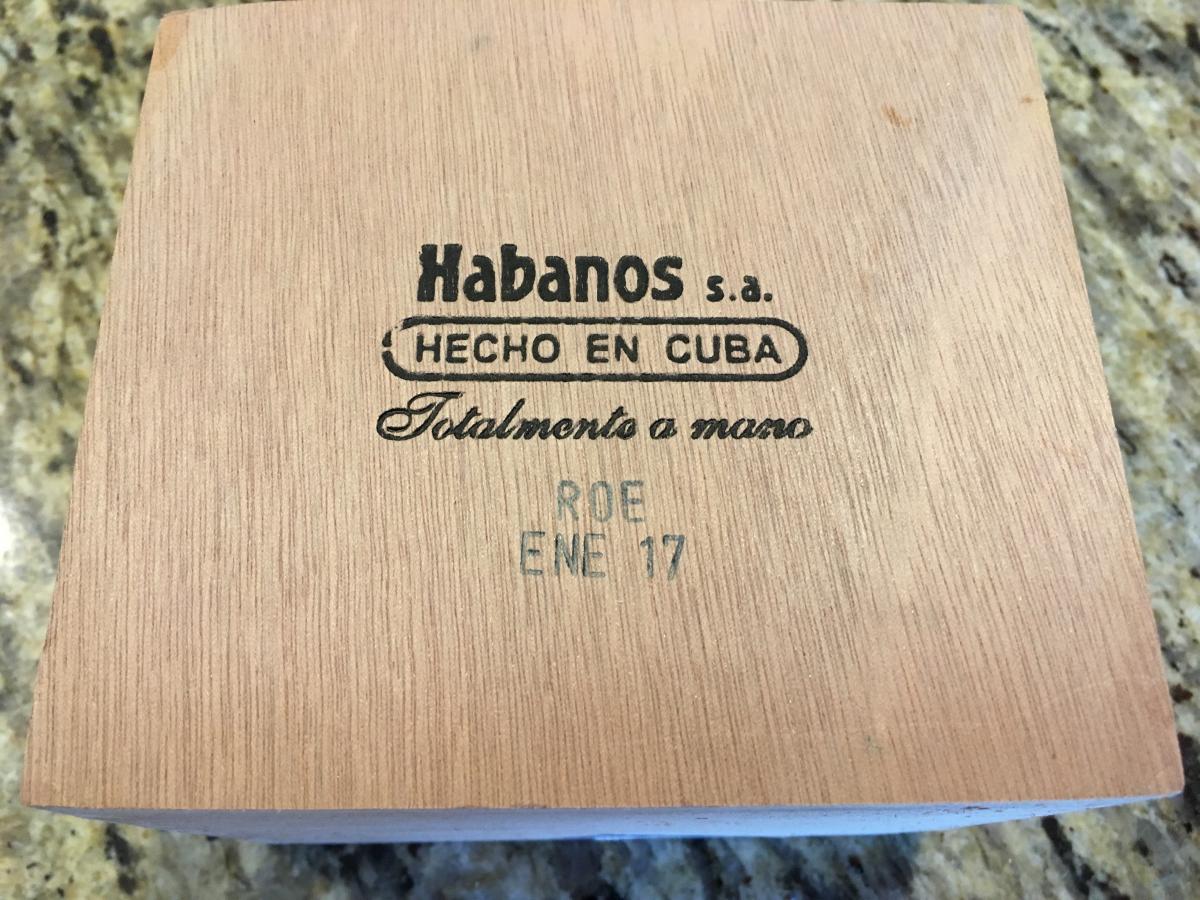 Habanos s.a.
HECHO EN CUBA
Totalmente a mano
ROE
ENE 17